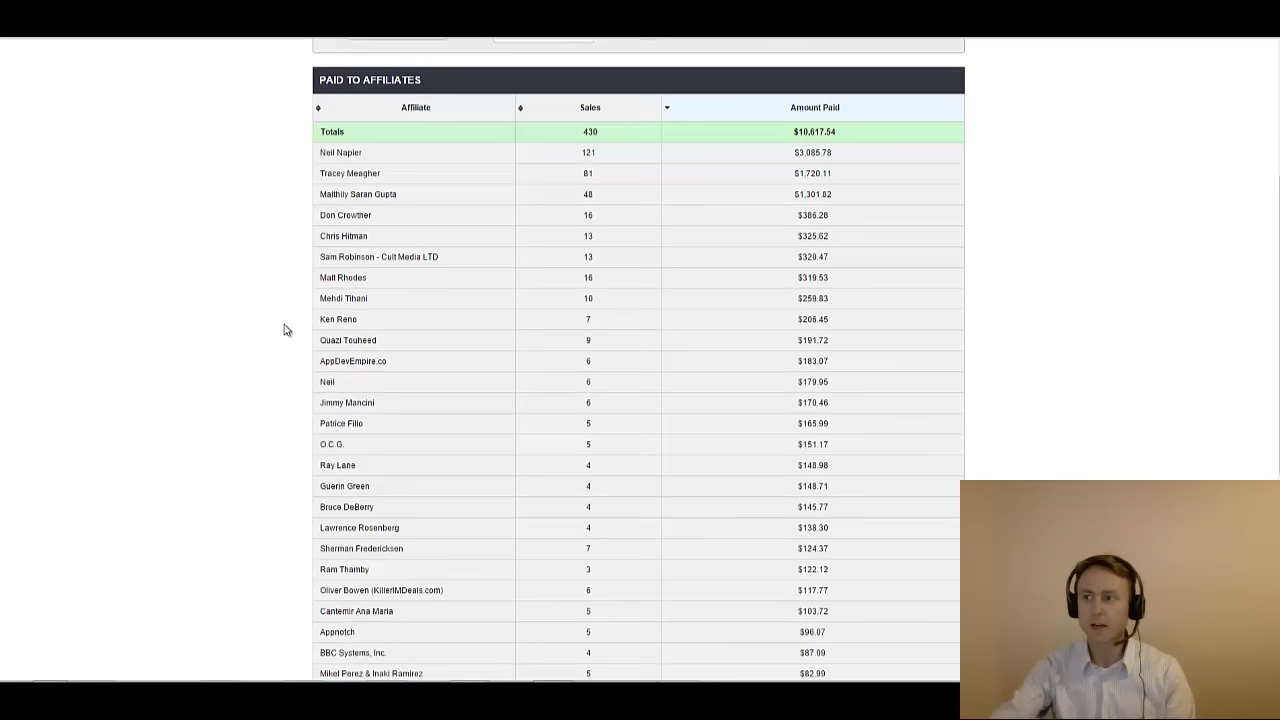 PAID TO AFFILIATES
Affiliate Sales Amount Paid
Totals 430 $10,617.54
Neil Napier 121 $3,085.78
Tracey Meagher 81 $1,720.11
Maithily Saran Gupta 48 $1,301.82
Don Crowther 16 $386.28
Chris Hitman 13 $325.62
Sam Robinson - Cult Media LTD 13 $320.47
Matt Rhodes 16 $319.53
Mehdi Tihani 10 $259.83
Ken Reno 7 $206.45
Quazi Touheed 9 $191.72
AppDevEmpire.co 6 $183.07
Neil 6 $179.95
Jimmy Mancini 6 $170.46
Patrice Filio 5 $165.99
O.C.G. 5 $151.17
Ray Lane 4 $148.98
Guerin Green 4 $148.71
Bruce DeBerry 4 $145.77
Lawrence Rosenberg 4 $138.30
Sherman Fredericksen 7 $124.37
Ram Thamby 3 $122.12
Oliver Bowen (KillerIMDeals.com) 6 $117.77
Cantemir Ana Maria 5 $103.72
Appnotch 5 $96.07
BBC Systems, Inc. 4 $87.09
Mikel Perez & Inaki Ramirez 5 $82.99